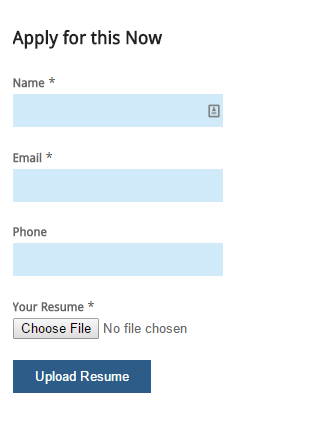 Apply for this Now
Name *
Email *
Phone
Your Resume *
Choose File No file chosen
Upload Resume